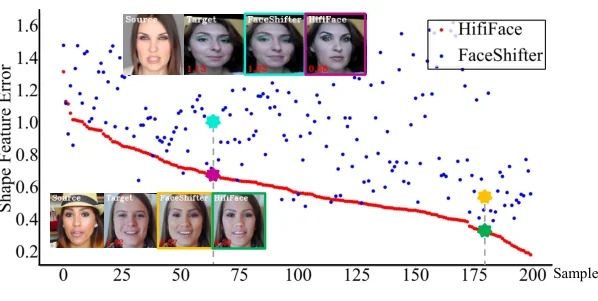 1.6
1.4
1.2
1.0
0.8
0.6
0.4
0.2
Shape Feature Error
Source Target FaceShifter HifiFace
HifiFace
FaceShifter
Source Target FaceShifter HifiFace
0 25 50 75 100 125 150 175 200 Sample